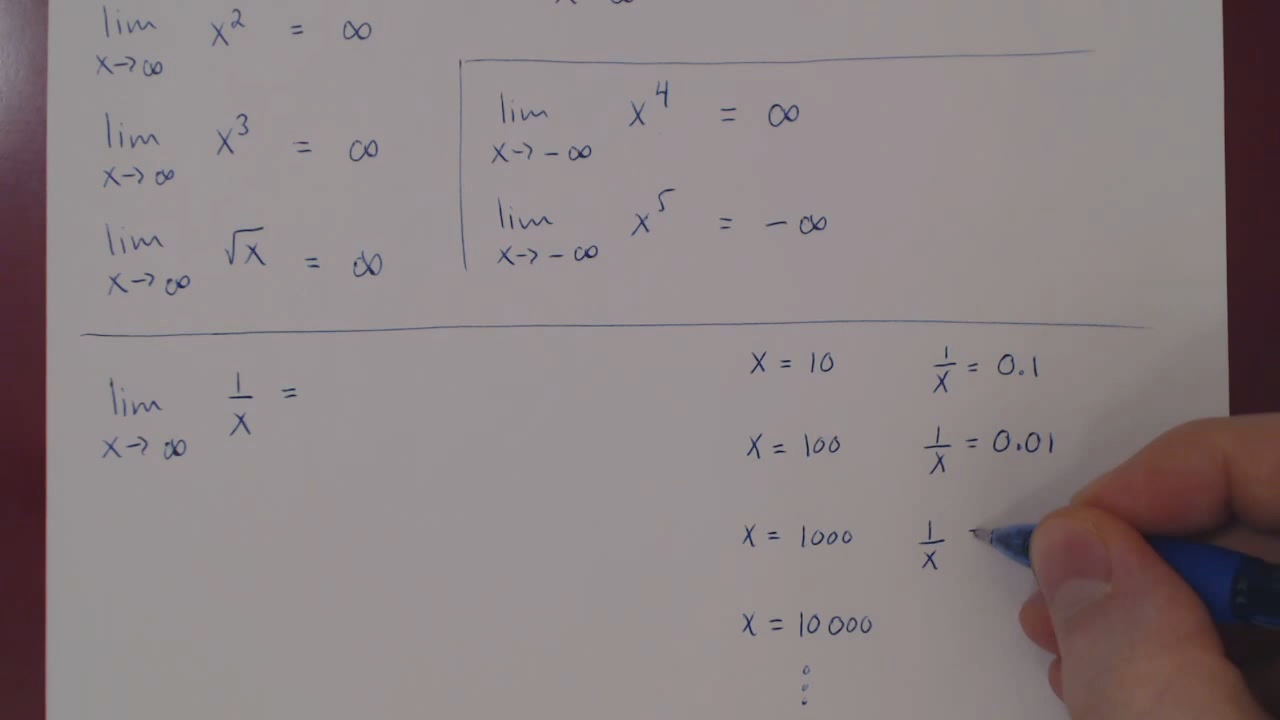 lim x→∞ x² = ∞
lim x→∞ x³ = ∞
lim x→∞ √x = ∞
lim x→-∞ x⁴ = ∞
lim x→-∞ x⁵ = -∞
lim x→∞ 1/x =
x = 10 1/x = 0.1
x = 100 1/x = 0.01
x = 1000 1/x
x = 10 000
⋮